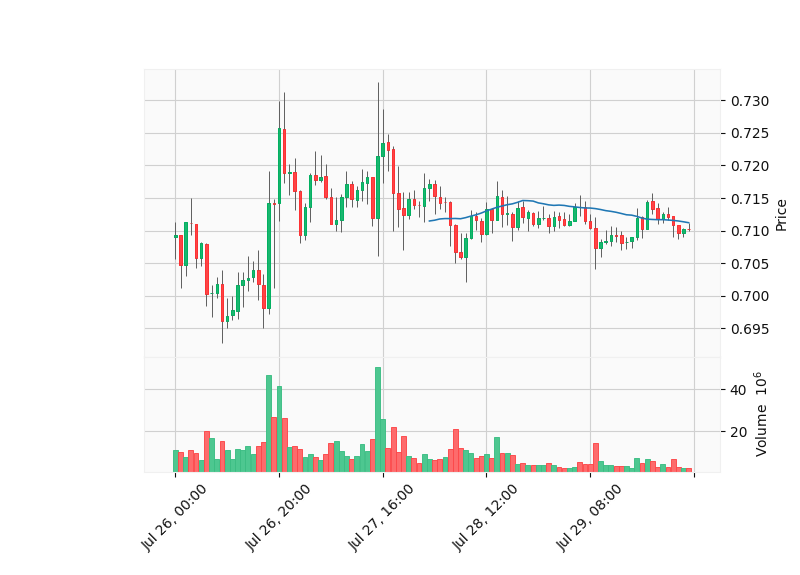 0.730
0.725
0.720
0.715
0.710
0.705
0.700
0.695
Price
40
20
Volume 10⁶
Jul 26, 00:00
Jul 26, 20:00
Jul 27, 16:00
Jul 28, 12:00
Jul 29, 08:00